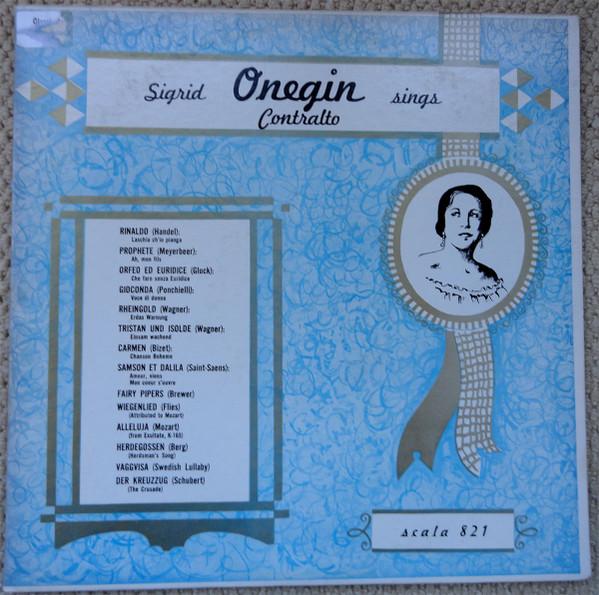 Sigrid Onegin sings
Contralto
RINALDO (Handel):
Laschia ch'io pianga
PROPHETE (Meyerbeer):
Ah, mon fils
ORFEO ED EURIDICE (Gluck):
Che faro senza Euridice
GIOCONDA (Ponchielli):
Voce di donna
RHEINGOLD (Wagner):
Erdas Warnung
TRISTAN UND ISOLDE (Wagner):
Einsam wachend
CARMEN (Bizet):
Chanson Boheme
SAMSON ET DALILA (Saint-Saens):
Amour, viens
Mon coeur s'ouvre
FAIRY PIPERS (Brewer)
WIEGENLIED (Flies)
(Attributed to Mozart)
ALLELUJA (Mozart)
(from Exultate, K-165)
HERDEGOSSEN (Berg)
(Herdsman's Song)
VAGGVISA (Swedish Lullaby)
DER KREUZZUG (Schubert)
(The Crusade)
scala 821